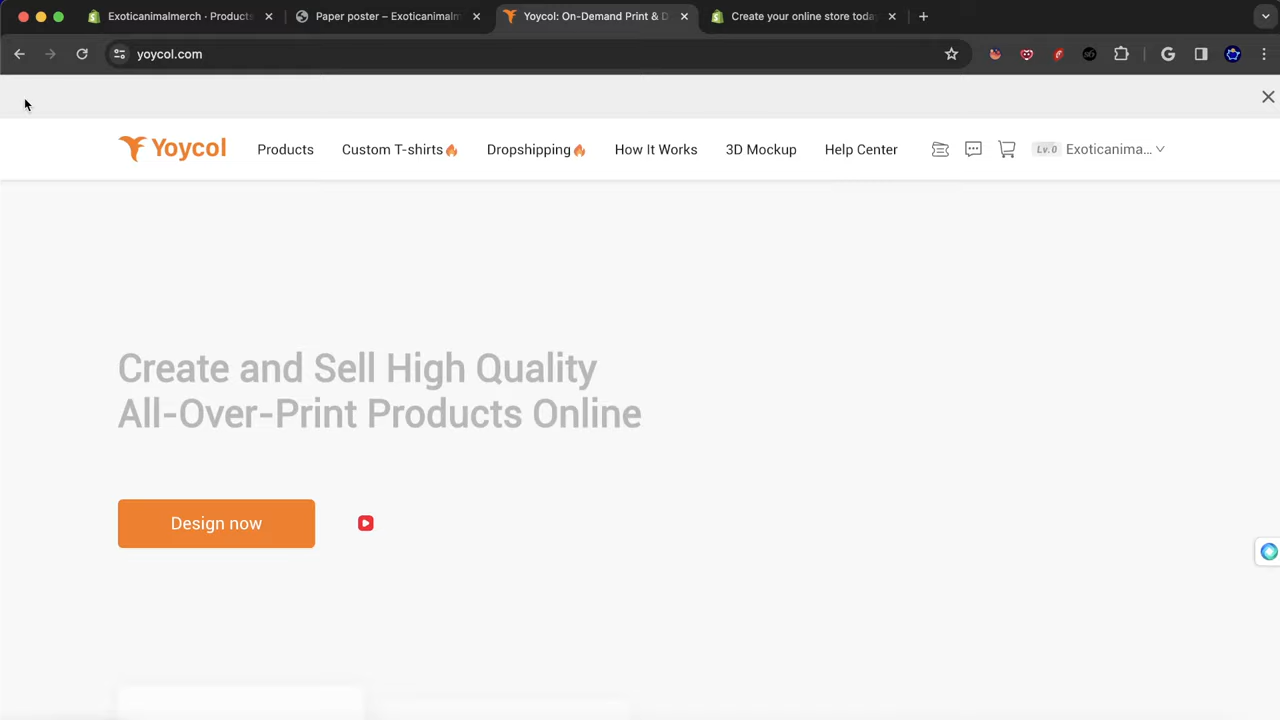 Exoticanimalmerch · Products
Paper poster – Exoticanimalm
Yoycol: On-Demand Print & D
Create your online store today
yoycol.com
Yoycol
Products
Custom T-shirts
Dropshipping
How It Works
3D Mockup
Help Center
Lv.0
Exoticanima...
Create and Sell High Quality
All-Over-Print Products Online
Design now